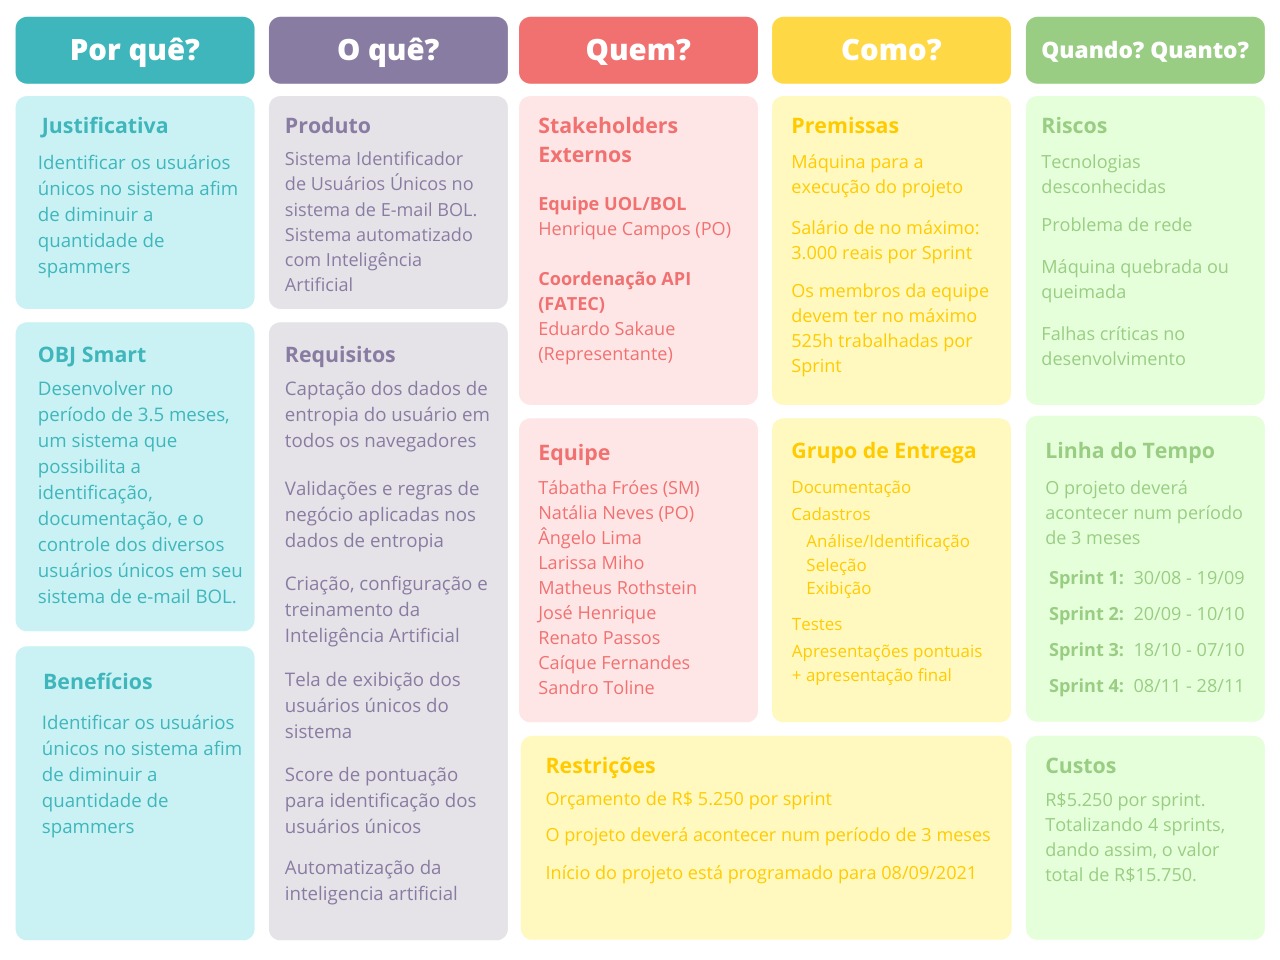 Por quê?
Justificativa
Identificar os usuários
únicos no sistema afim
de diminuir a
quantidade de
spammers
OBJ Smart
Desenvolver no
período de 3.5 meses,
um sistema que
possibilita a
identificação,
documentação, e o
controle dos diversos
usuários únicos em seu
sistema de e-mail BOL.
Benefícios
Identificar os usuários
únicos no sistema afim
de diminuir a
quantidade de
spammers
O quê?
Produto
Sistema Identificador
de Usuários Únicos no
sistema de E-mail BOL.
Sistema automatizado
com Inteligência
Artificial
Requisitos
Captação dos dados de
entropia do usuário em
todos os navegadores
Validações e regras de
negócio aplicadas nos
dados de entropia
Criação, configuração e
treinamento da
Inteligência Artificial
Tela de exibição dos
usuários únicos do
sistema
Score de pontuação
para identificação dos
usuários únicos
Automatização da
inteligencia artificial
Quem?
Stakeholders
Externos
Equipe UOL/BOL
Henrique Campos (PO)
Coordenação API
(FATEC)
Eduardo Sakaue
(Representante)
Equipe
Tábatha Fróes (SM)
Natália Neves (PO)
Ângelo Lima
Larissa Miho
Matheus Rothstein
José Henrique
Renato Passos
Caíque Fernandes
Sandro Toline
Como?
Premissas
Máquina para a
execução do projeto
Salário de no máximo:
3.000 reais por Sprint
Os membros da equipe
devem ter no máximo
525h trabalhadas por
Sprint
Grupo de Entrega
Documentação
Cadastros
Análise/Identificação
Seleção
Exibição
Testes
Apresentações pontuais
+ apresentação final
Restrições
Orçamento de R$ 5.250 por sprint
O projeto deverá acontecer num período de 3 meses
Início do projeto está programado para 08/09/2021
Quando? Quanto?
Riscos
Tecnologias
desconhecidas
Problema de rede
Máquina quebrada ou
queimada
Falhas críticas no
desenvolvimento
Linha do Tempo
O projeto deverá
acontecer num período
de 3 meses
Sprint 1: 30/08 - 19/09
Sprint 2: 20/09 - 10/10
Sprint 3: 18/10 - 07/10
Sprint 4: 08/11 - 28/11
Custos
R$5.250 por sprint.
Totalizando 4 sprints,
dando assim, o valor
total de R$15.750.